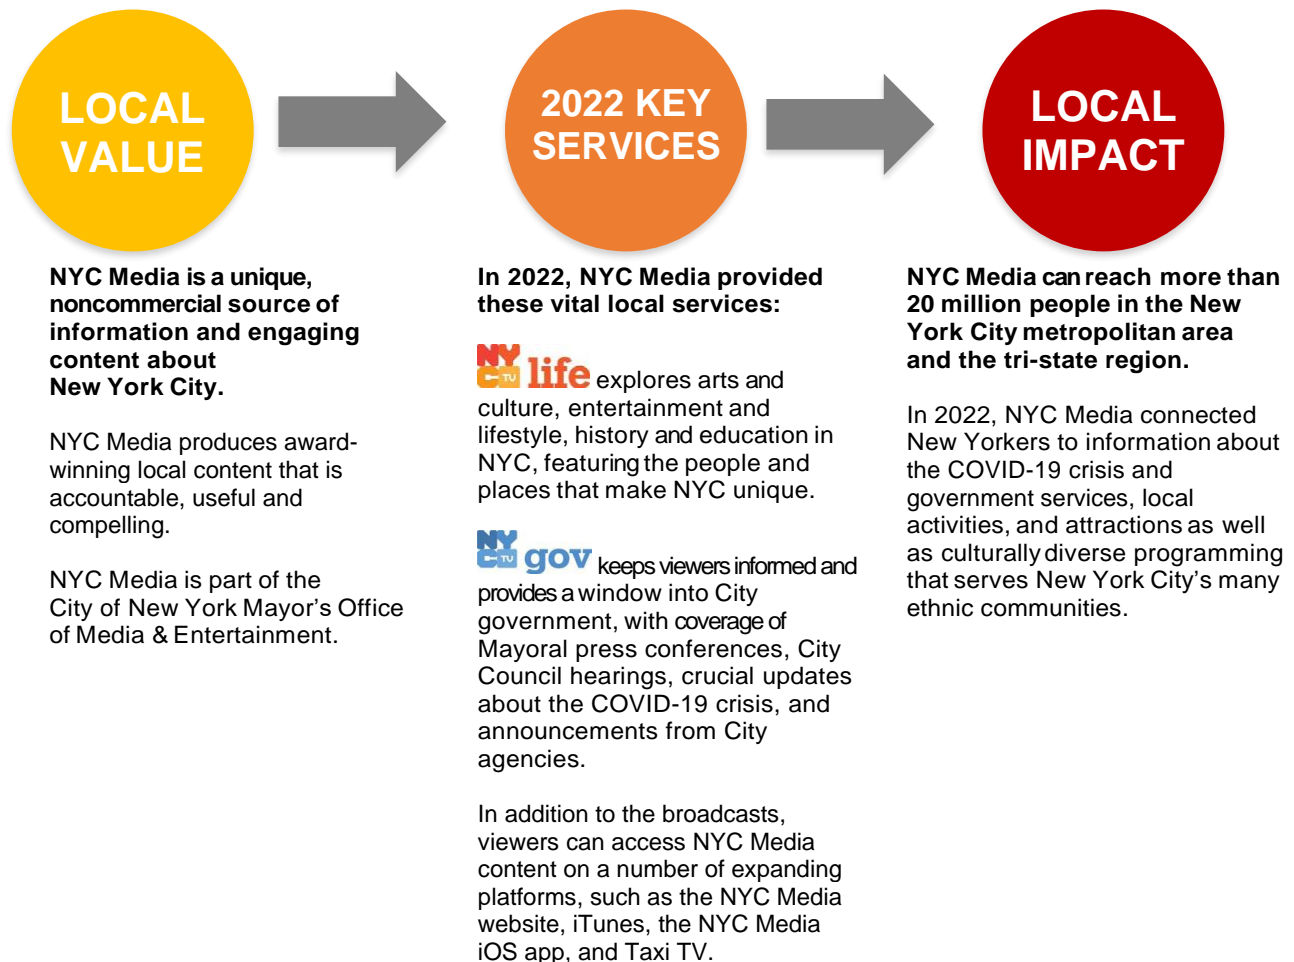 LOCAL
VALUE
2022 KEY
SERVICES
LOCAL
IMPACT
NYC Media is a unique,
noncommercial source of
information and engaging
content about
New York City.
NYC Media produces award-
winning local content that is
accountable, useful and
compelling.
NYC Media is part of the
City of New York Mayor's Office
of Media & Entertainment.
In 2022, NYC Media provided
these vital local services:
NYC TV life explores arts and
culture, entertainment and
lifestyle, history and education in
NYC, featuring the people and
places that make NYC unique.
NYC TV gov keeps viewers informed and
provides a window into City
government, with coverage of
Mayoral press conferences, City
Council hearings, crucial updates
about the COVID-19 crisis, and
announcements from City
agencies.
In addition to the broadcasts,
viewers can access NYC Media
content on a number of expanding
platforms, such as the NYC Media
website, iTunes, the NYC Media
iOS app, and Taxi TV.
NYC Media can reach more than
20 million people in the New
York City metropolitan area
and the tri-state region.
In 2022, NYC Media connected
New Yorkers to information about
the COVID-19 crisis and
government services, local
activities, and attractions as well
as culturally diverse programming
that serves New York City's many
ethnic communities.